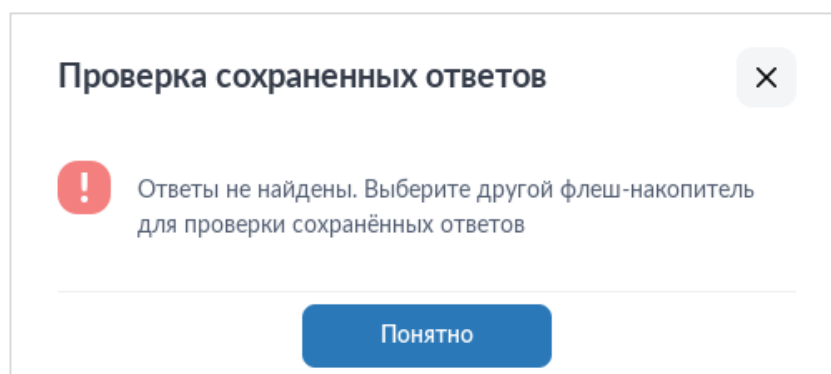 Проверка сохраненных ответов
Ответы не найдены. Выберите другой флеш-накопитель
для проверки сохранённых ответов
Понятно